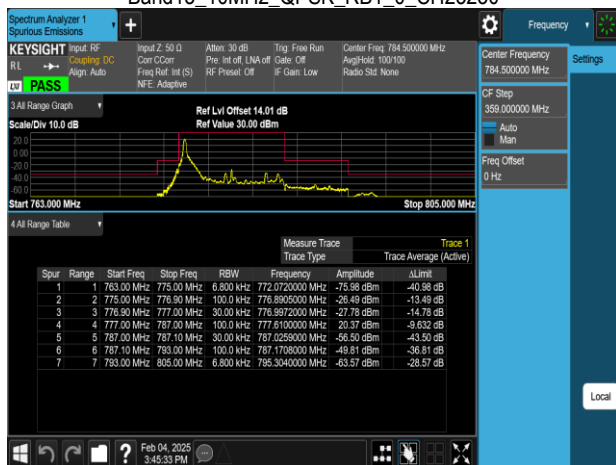 Band13_10MHz_QPSK_RB1_0_CH23230
Spectrum Analyzer 1
Spurious Emissions
Frequency
KEYSIGHT
RL
Input: RF
Coupling: DC
Align: Auto
Input Z: 50 Ω
Corr CCorr
Freq Ref: Int (S)
NFE: Adaptive
Atten: 30 dB
Pre: Int off, LNA off
RF Preset: Off
Trig: Free Run
Gate: Off
IF Gain: Low
Center Freq: 784.500000 MHz
Avg|Hold: 100/100
Radio Std: None
LXI PASS
Center Frequency
784.500000 MHz
Settings
CF Step
359.000000 MHz
Auto
Man
Freq Offset
0 Hz
3 All Range Graph
Scale/Div 10.0 dB
Ref Lvl Offset 14.01 dB
Ref Value 30.00 dBm
20.0
0.00
-20.0
-40.0
-60.0
Start 763.000 MHz Stop 805.000 MHz
4 All Range Table
Measure Trace Trace 1
Trace Type Trace Average (Active)
Spur Range Start Freq Stop Freq RBW Frequency Amplitude ΔLimit
1 1 763.00 MHz 775.00 MHz 6.800 kHz 772.0720000 MHz -75.98 dBm -40.98 dB
2 2 775.00 MHz 776.90 MHz 100.0 kHz 776.8905000 MHz -26.49 dBm -13.49 dB
3 3 776.90 MHz 777.00 MHz 30.00 kHz 776.9972000 MHz -27.78 dBm -14.78 dB
4 4 777.00 MHz 787.00 MHz 100.0 kHz 777.6100000 MHz 20.37 dBm -9.632 dB
5 5 787.00 MHz 787.10 MHz 30.00 kHz 787.0259000 MHz -56.50 dBm -43.50 dB
6 6 787.10 MHz 793.00 MHz 100.0 kHz 787.1708000 MHz -49.81 dBm -36.81 dB
7 7 793.00 MHz 805.00 MHz 6.800 kHz 795.3040000 MHz -63.57 dBm -28.57 dB
Local
Feb 04, 2025
3:45:33 PM